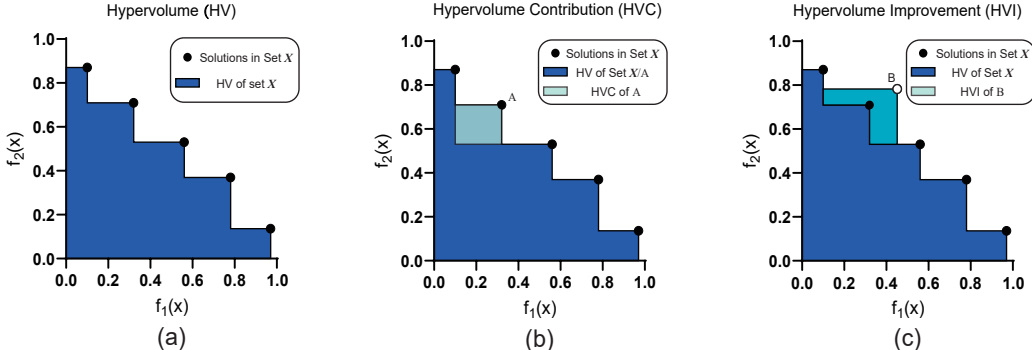 Hypervolume (HV)
Solutions in Set X
HV of set X
1.0
0.8
0.6
0.4
0.2
0.0
f2(x)
0.0 0.2 0.4 0.6 0.8 1.0
f1(x)
(a)
Hypervolume Contribution (HVC)
Solutions in Set X
HV of Set X/A
HVC of A
A
1.0
0.8
0.6
0.4
0.2
0.0
f2(x)
0.0 0.2 0.4 0.6 0.8 1.0
f1(x)
(b)
Hypervolume Improvement (HVI)
Solutions in Set X
HV of Set X
HVI of B
B
1.0
0.8
0.6
0.4
0.2
0.0
f2(x)
0.0 0.2 0.4 0.6 0.8 1.0
f1(x)
(c)